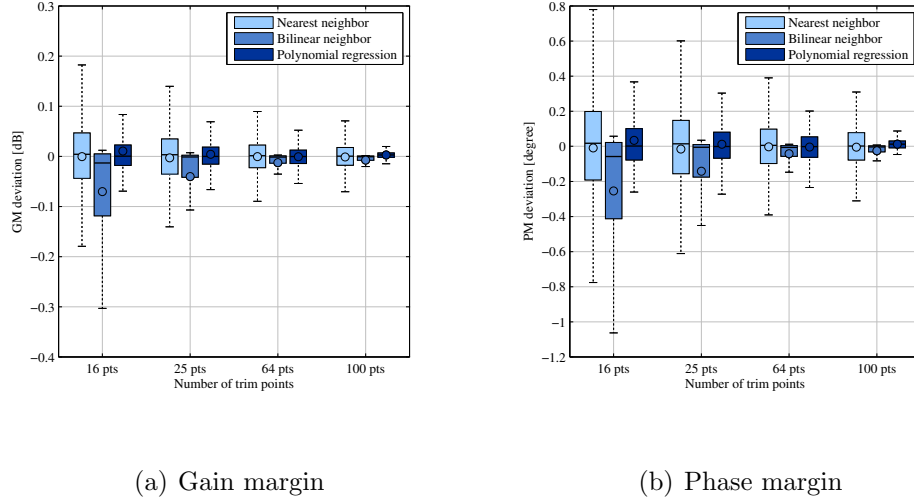 0.3
0.2
0.1
0
−0.1
−0.2
−0.3
−0.4
GM deviation [dB]
Nearest neighbor
Bilinear neighbor
Polynomial regression
16 pts
25 pts
64 pts
100 pts
Number of trim points
(a) Gain margin
0.8
0.6
0.4
0.2
0
−0.2
−0.4
−0.6
−0.8
−1
−1.2
PM deviation [degree]
Nearest neighbor
Bilinear neighbor
Polynomial regression
16 pts
25 pts
64 pts
100 pts
Number of trim points
(b) Phase margin